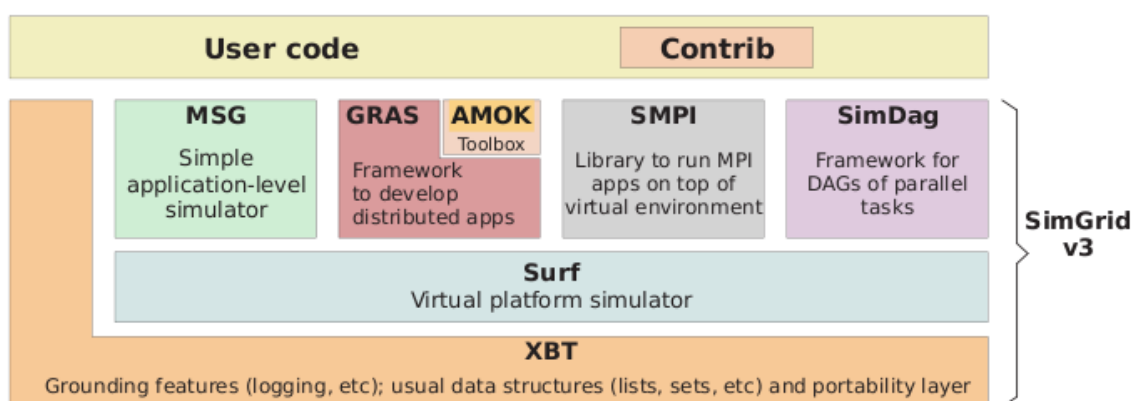 User code
Contrib
MSG
Simple
application-level
simulator
GRAS
AMOK
Toolbox
Framework
to develop
distributed apps
SMPI
Library to run MPI
apps on top of
virtual environment
SimDag
Framework for
DAGs of parallel
tasks
SimGrid
v3
Surf
Virtual platform simulator
XBT
Grounding features (logging, etc); usual data structures (lists, sets, etc) and portability layer